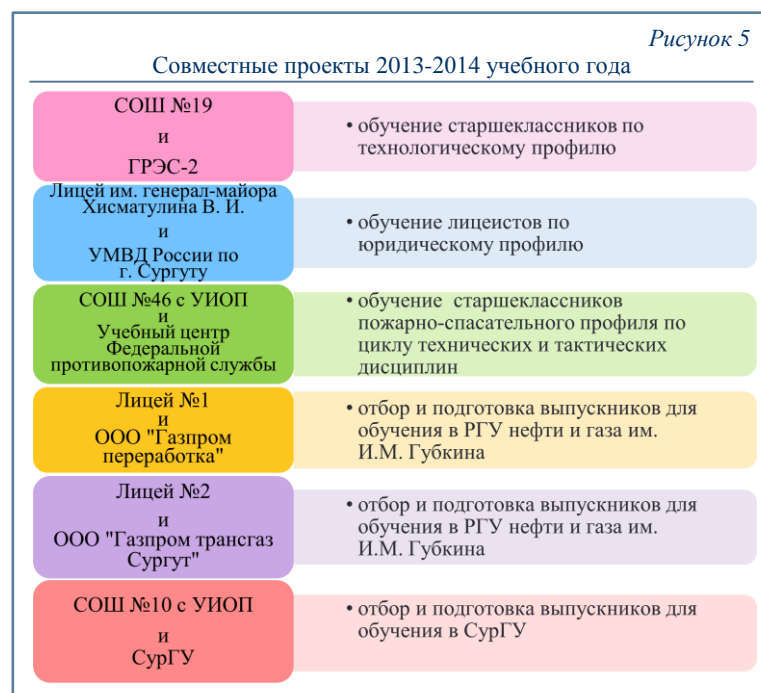 Рисунок 5
Совместные проекты 2013-2014 учебного года
СОШ №19
и
ГРЭС-2
• обучение старшеклассников по
технологическому профилю
Лицей им. генерал-майора
Хисматулина В. И.
и
УМВД России по
г. Сургуту
• обучение лицеистов по
юридическому профилю
СОШ №46 с УИОП
и
Учебный центр
Федеральной
противопожарной службы
• обучение старшеклассников
пожарно-спасательного профиля по
циклу технических и тактических
дисциплин
Лицей №1
и
ООО "Газпром
переработка"
• отбор и подготовка выпускников для
обучения в РГУ нефти и газа им.
И.М. Губкина
Лицей №2
и
ООО "Газпром трансгаз
Сургут"
• отбор и подготовка выпускников для
обучения в РГУ нефти и газа им.
И.М. Губкина
СОШ №10 с УИОП
и
СурГУ
• отбор и подготовка выпускников для
обучения в СурГУ